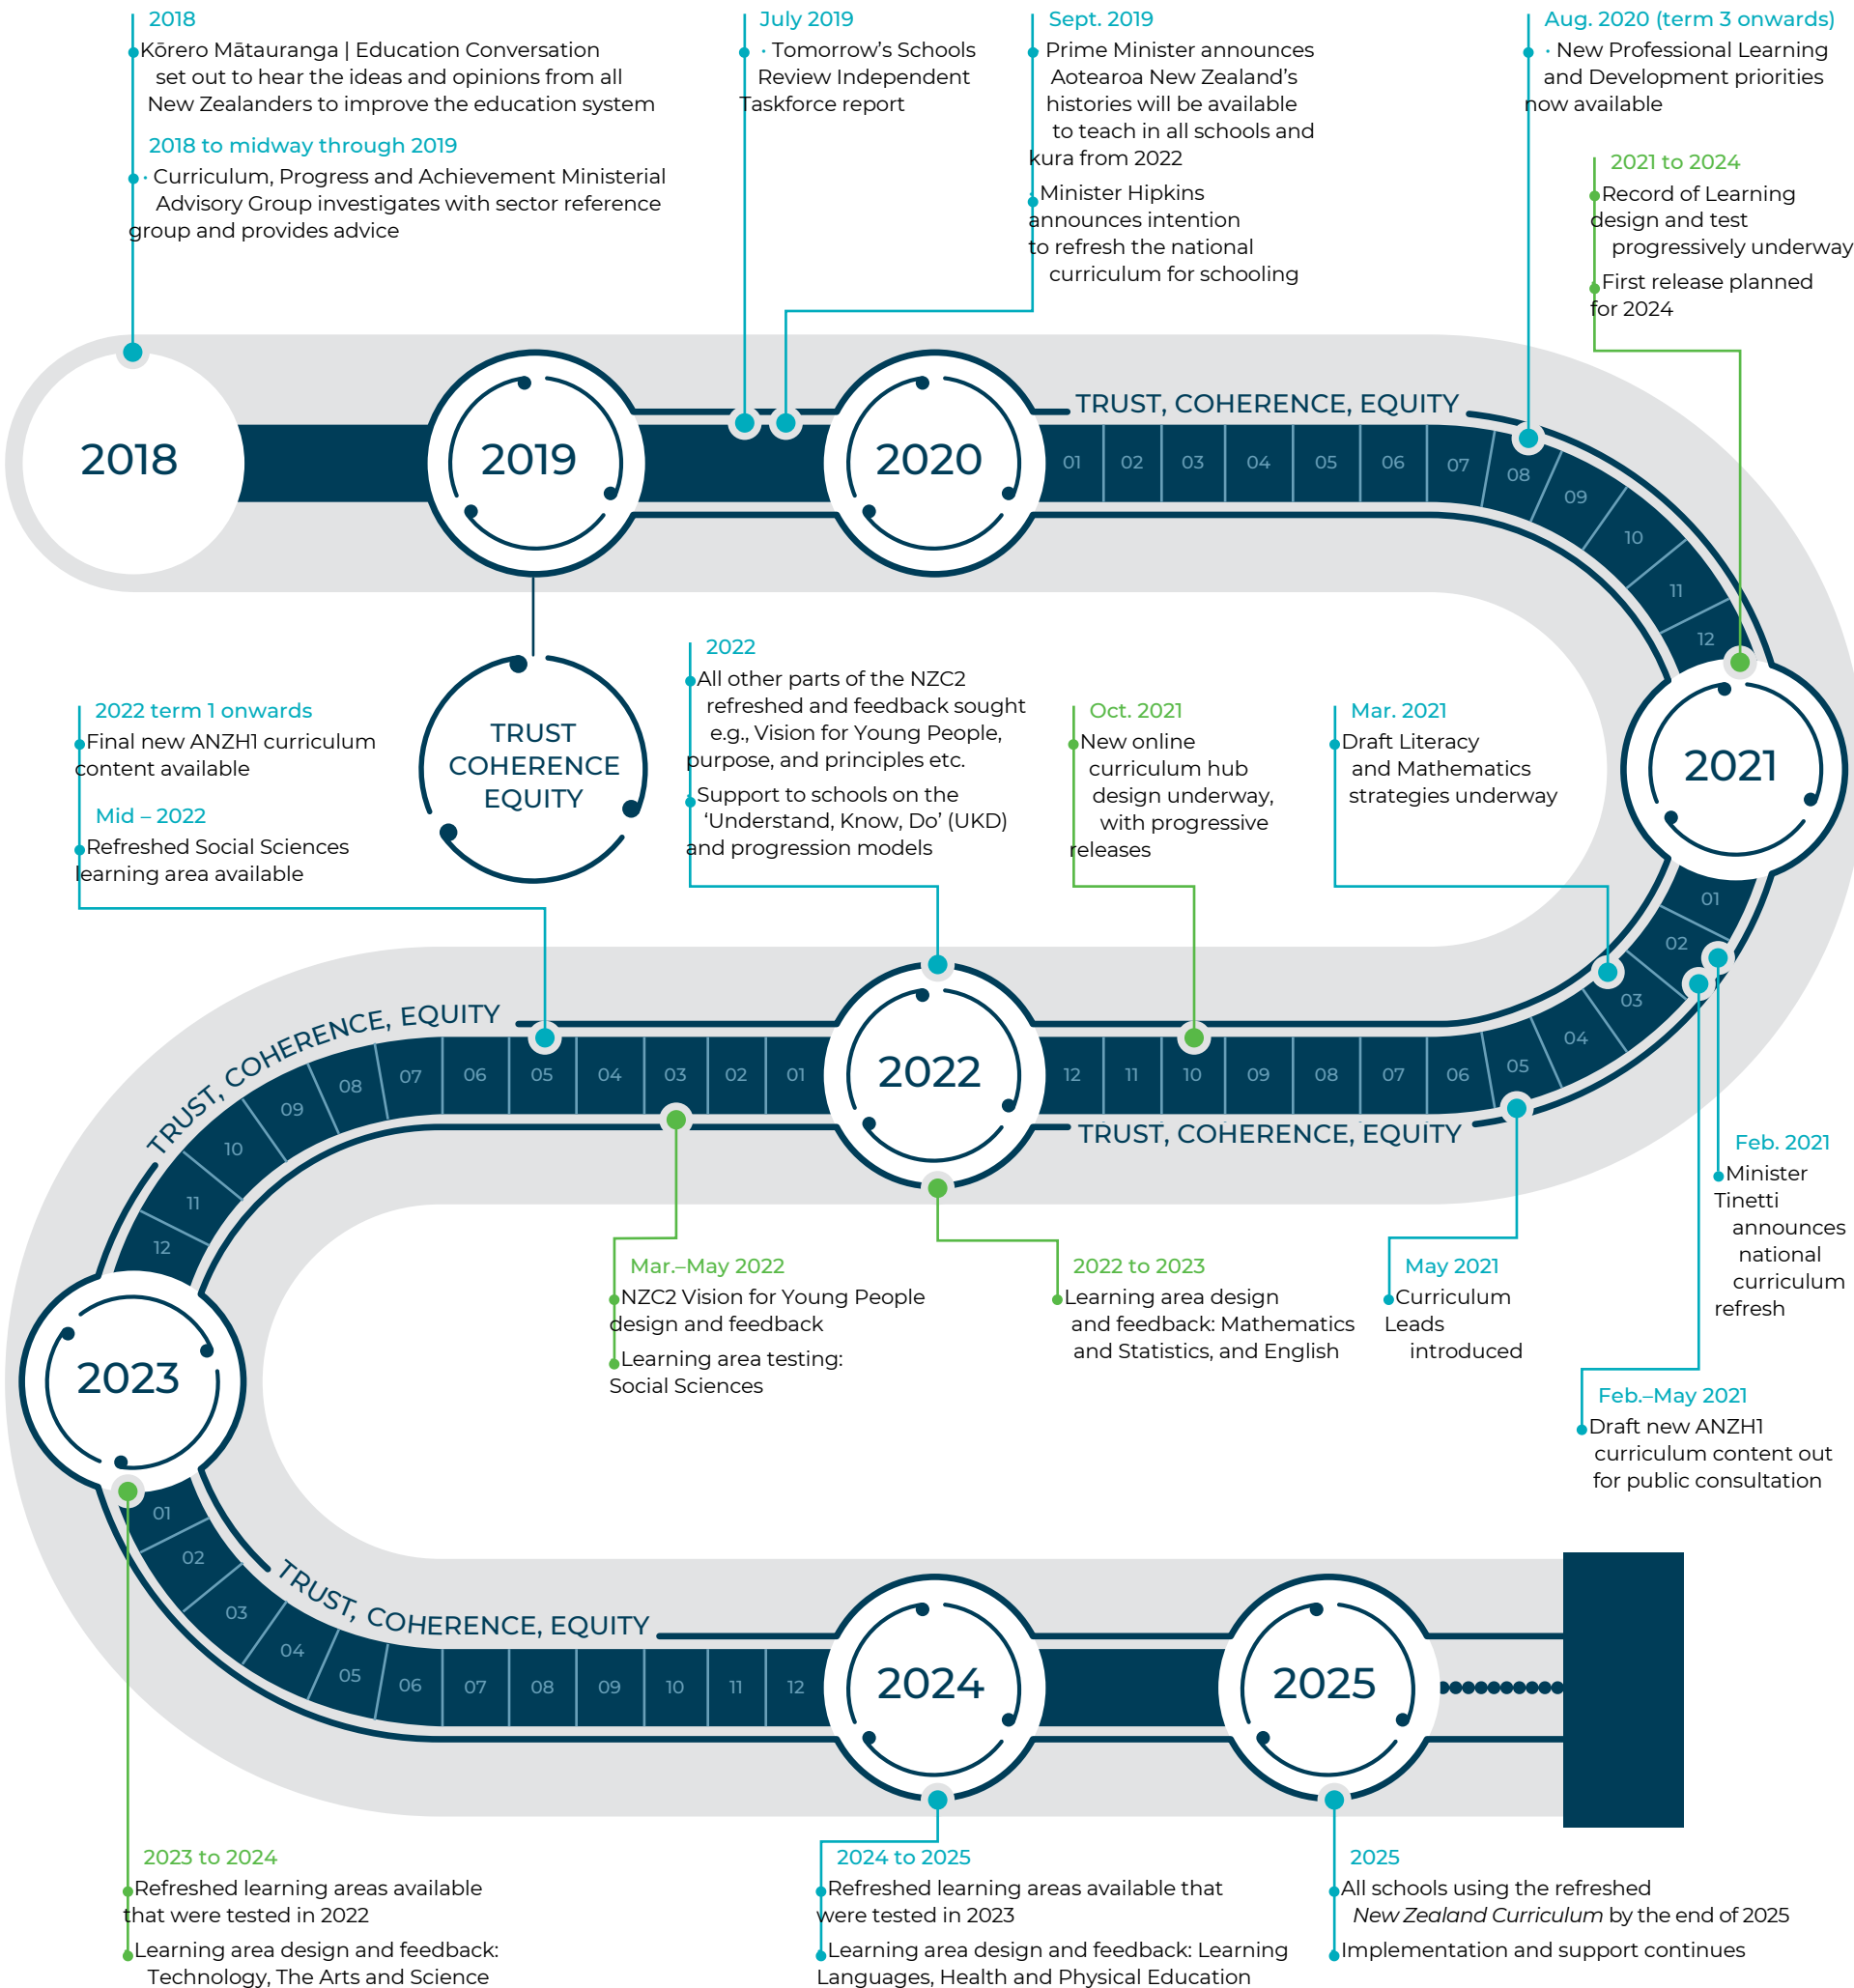 2018
Kōrero Mātauranga | Education Conversation
set out to hear the ideas and opinions from all
New Zealanders to improve the education system
2018 to midway through 2019
· Curriculum, Progress and Achievement Ministerial
Advisory Group investigates with sector reference
group and provides advice
July 2019
· Tomorrow's Schools
Review Independent
Taskforce report
Sept. 2019
Prime Minister announces
Aotearoa New Zealand's
histories will be available
to teach in all schools and
kura from 2022
Minister Hipkins
announces intention
to refresh the national
curriculum for schooling
Aug. 2020 (term 3 onwards)
· New Professional Learning
and Development priorities
now available
2021 to 2024
Record of Learning
design and test
progressively underway
First release planned
for 2024
2018
2019
2020
TRUST, COHERENCE, EQUITY
01 02 03 04 05 06 07 08 09 10 11 12
2021
TRUST
COHERENCE
EQUITY
2022 term 1 onwards
Final new ANZH1 curriculum
content available
Mid – 2022
Refreshed Social Sciences
learning area available
2022
All other parts of the NZC2
refreshed and feedback sought
e.g., Vision for Young People,
purpose, and principles etc.
Support to schools on the
‘Understand, Know, Do’ (UKD)
and progression models
Oct. 2021
New online
curriculum hub
design underway,
with progressive
releases
Mar. 2021
Draft Literacy
and Mathematics
strategies underway
01 02 03 04 05 06 07 08 09 10 11 12
TRUST, COHERENCE, EQUITY
2022
01 02 03 04 05 06 07 08 09 10 11 12
TRUST, COHERENCE, EQUITY
2023
Mar.–May 2022
NZC2 Vision for Young People
design and feedback
Learning area testing:
Social Sciences
2022 to 2023
Learning area design
and feedback: Mathematics
and Statistics, and English
May 2021
Curriculum
Leads
introduced
Feb. 2021
Minister
Tinetti
announces
national
curriculum
refresh
Feb.–May 2021
Draft new ANZH1
curriculum content out
for public consultation
01 02 03 04 05 06 07 08 09 10 11 12
TRUST, COHERENCE, EQUITY
2024
2025
2023 to 2024
Refreshed learning areas available
that were tested in 2022
Learning area design and feedback:
Technology, The Arts and Science
2024 to 2025
Refreshed learning areas available that
were tested in 2023
Learning area design and feedback: Learning
Languages, Health and Physical Education
2025
All schools using the refreshed
New Zealand Curriculum by the end of 2025
Implementation and support continues